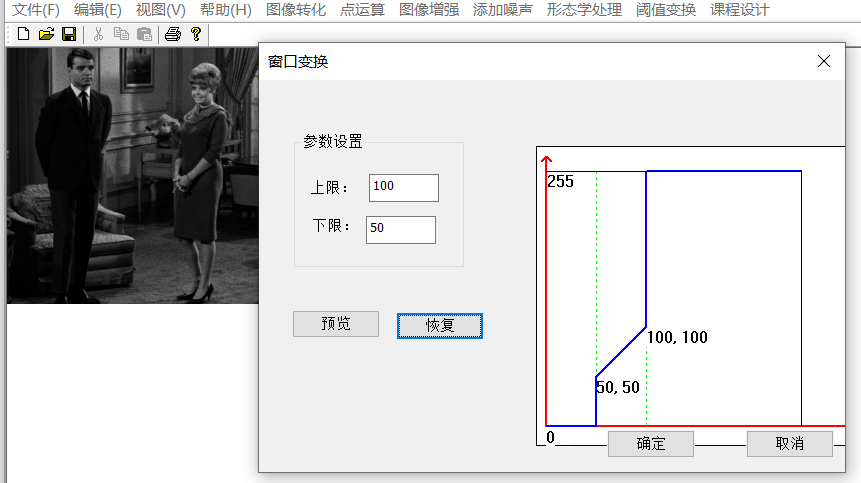 文件(F) 编辑(E) 视图(V) 帮助(H) 图像转化 点运算 图像增强 添加噪声 形态学处理 阈值变换 课程设计
窗口变换
参数设置
上限： 100
下限： 50
预览 恢复
255
100,100
50,50
0
确定 取消